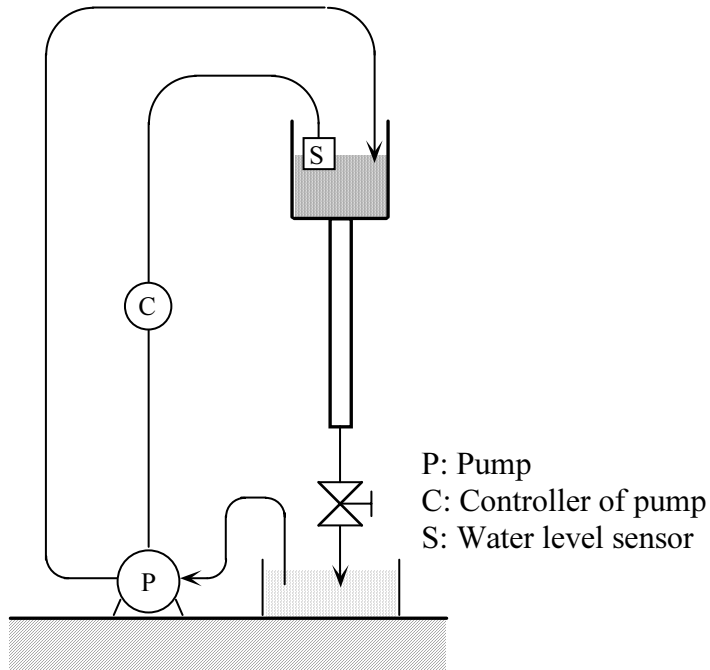 S
C
P: Pump
C: Controller of pump
S: Water level sensor
P